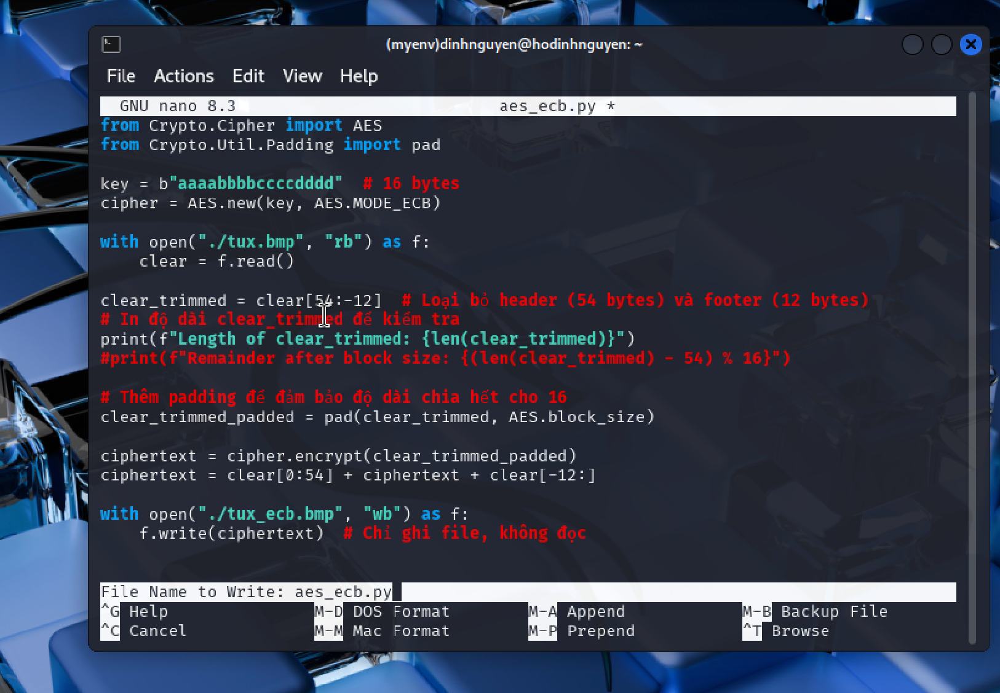 (myenv)dinhnguyen@hodinhnguyen: ~
File Actions Edit View Help
GNU nano 8.3 aes_ecb.py *
from Crypto.Cipher import AES
from Crypto.Util.Padding import pad
key = b"aaaabbbbccccdddd" # 16 bytes
cipher = AES.new(key, AES.MODE_ECB)
with open("./tux.bmp", "rb") as f:
    clear = f.read()
clear_trimmed = clear[54:-12] # Loại bỏ header (54 bytes) và footer (12 bytes)
# In độ dài clear_trimmed để kiểm tra
print(f"Length of clear_trimmed: {len(clear_trimmed)}")
#print(f"Remainder after block size: {(len(clear_trimmed) - 54) % 16}")
# Thêm padding để đảm bảo độ dài chia hết cho 16
clear_trimmed_padded = pad(clear_trimmed, AES.block_size)
ciphertext = cipher.encrypt(clear_trimmed_padded)
ciphertext = clear[0:54] + ciphertext + clear[-12:]
with open("./tux_ecb.bmp", "wb") as f:
    f.write(ciphertext) # Chỉ ghi file, không đọc
File Name to Write: aes_ecb.py
^G Help M-D DOS Format M-A Append M-B Backup File
^C Cancel M-M Mac Format M-P Prepend ^T Browse